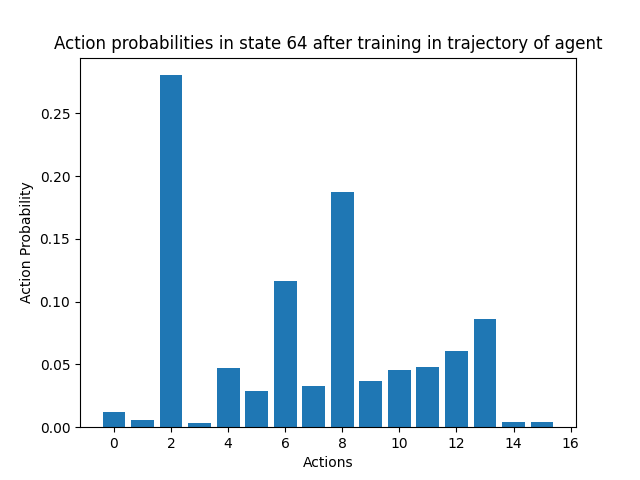 Action probabilities in state 64 after training in trajectory of agent
Action Probability
0.25
0.20
0.15
0.10
0.05
0.00
0 2 4 6 8 10 12 14 16
Actions